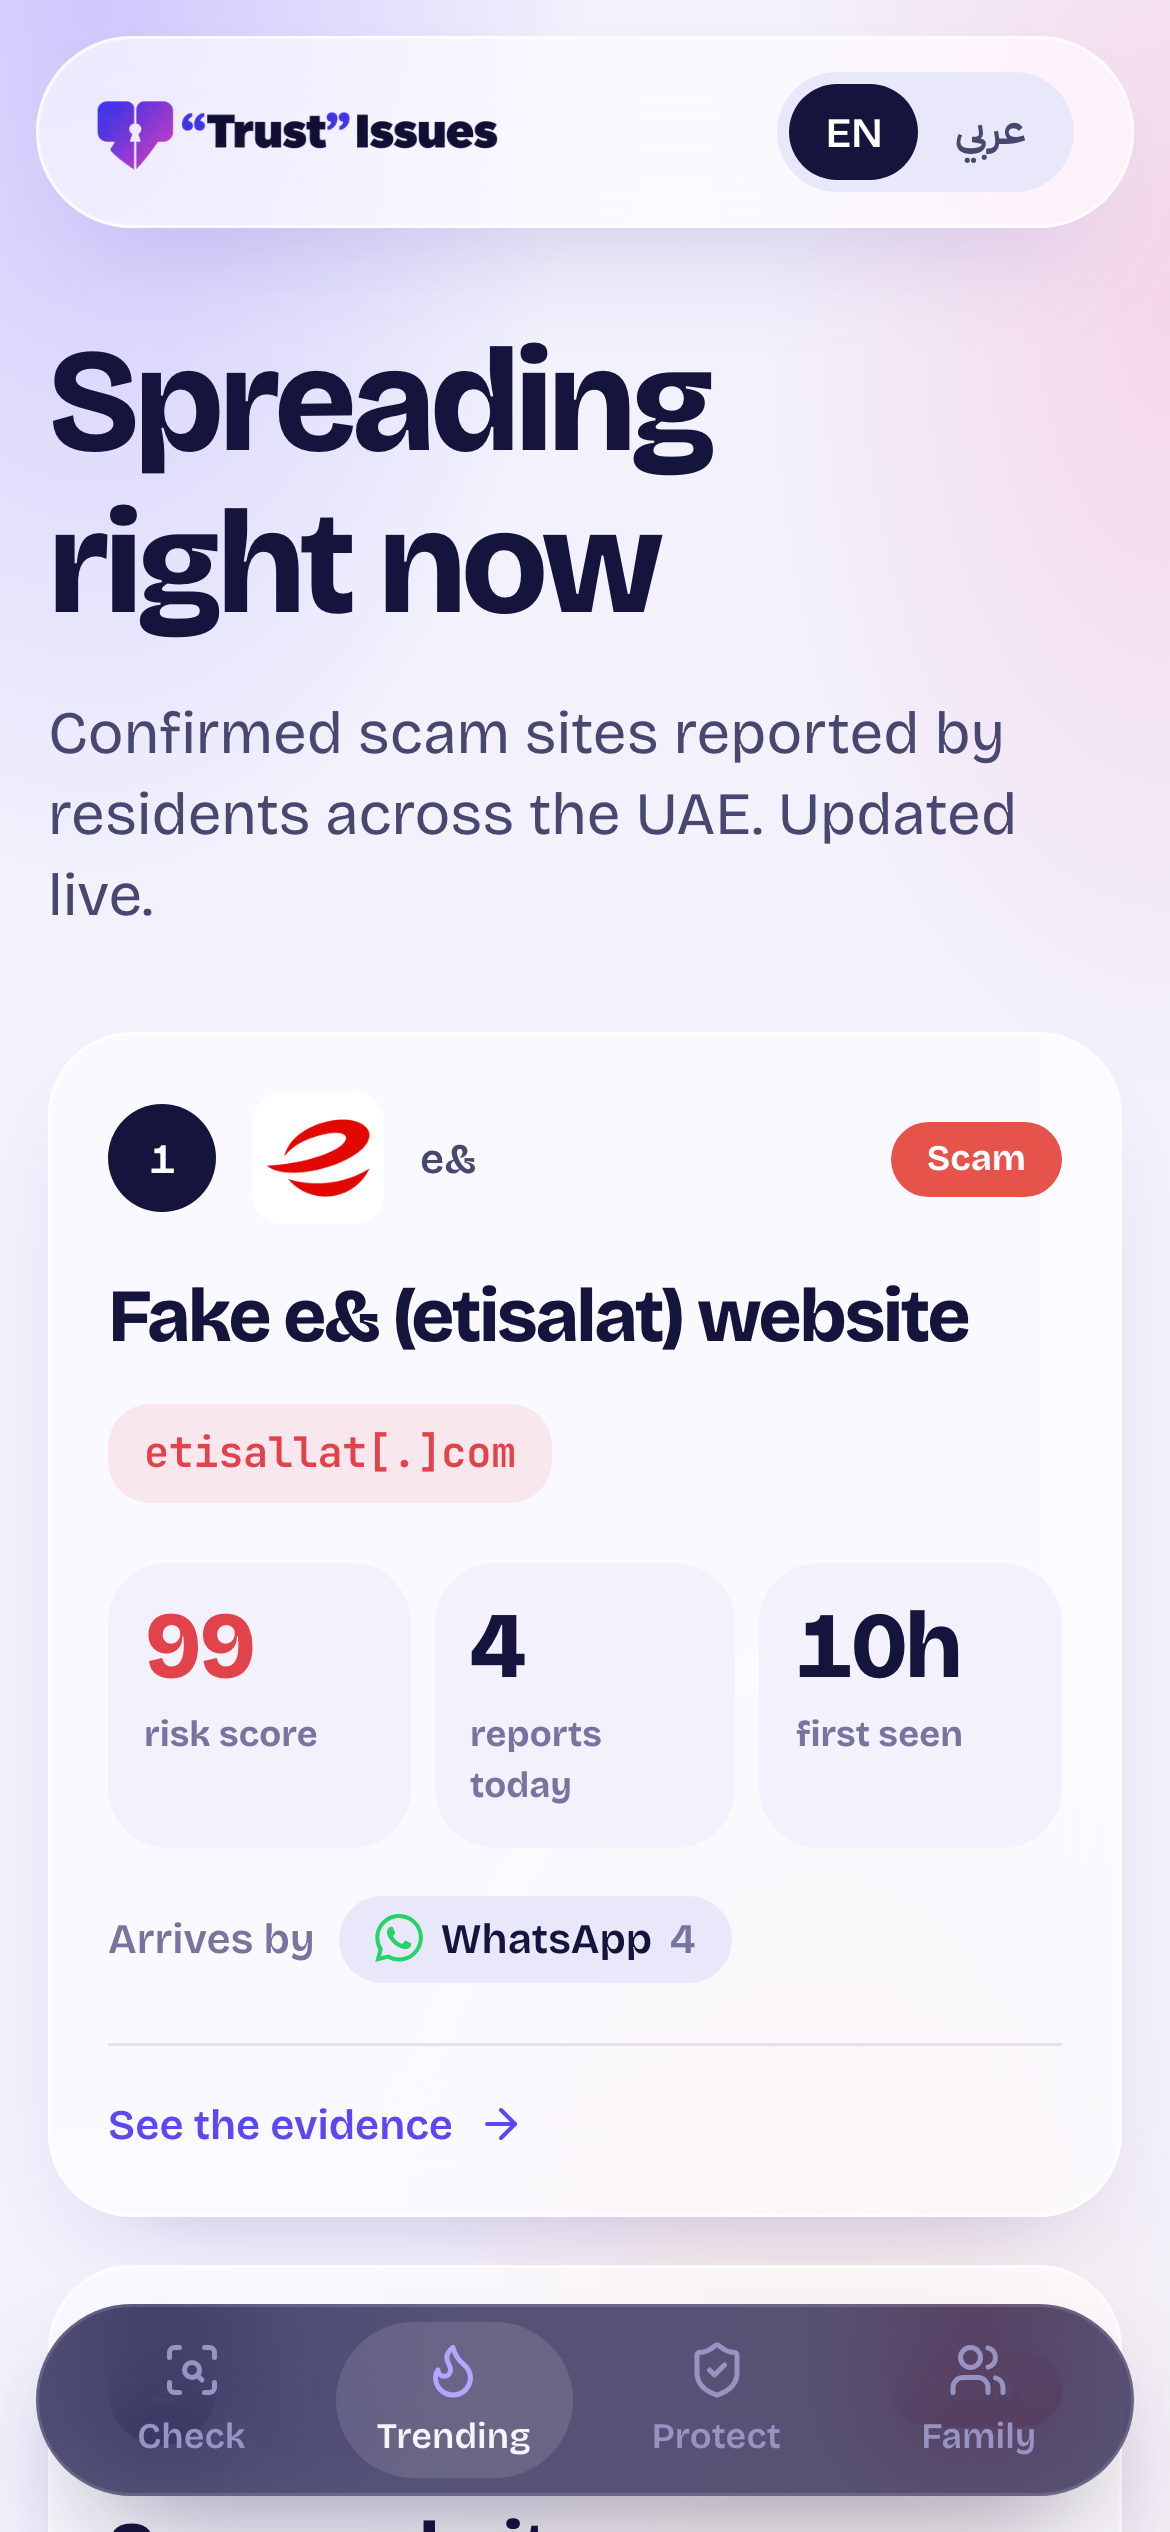 “Trust” Issues
EN
عربي
Spreading
right now
Confirmed scam sites reported by
residents across the UAE. Updated
live.
1
e&
Scam
Fake e& (etisalat) website
etisallat[.]com
99
risk score
4
reports
today
10h
first seen
Arrives by
WhatsApp 4
See the evidence
Check
Trending
Protect
Family